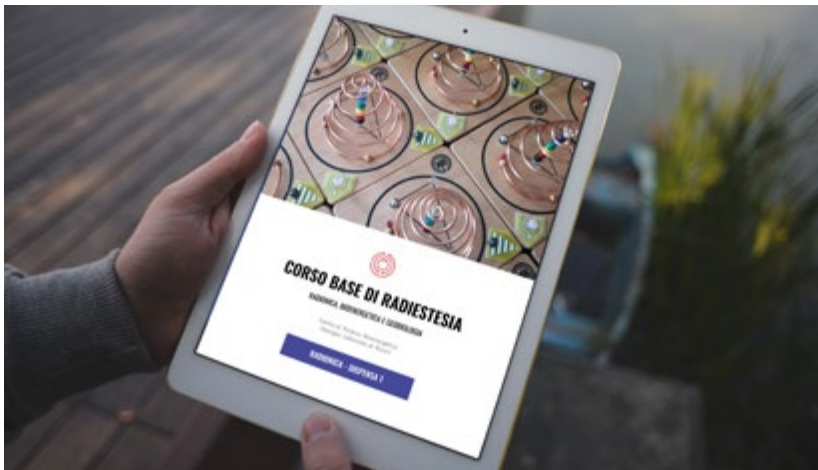 CORSO BASE DI RADIESTESIA
RADIONICA, BIOENERGETICA E GEOBIOLOGIA
RADIONICA - DISPENSA 1